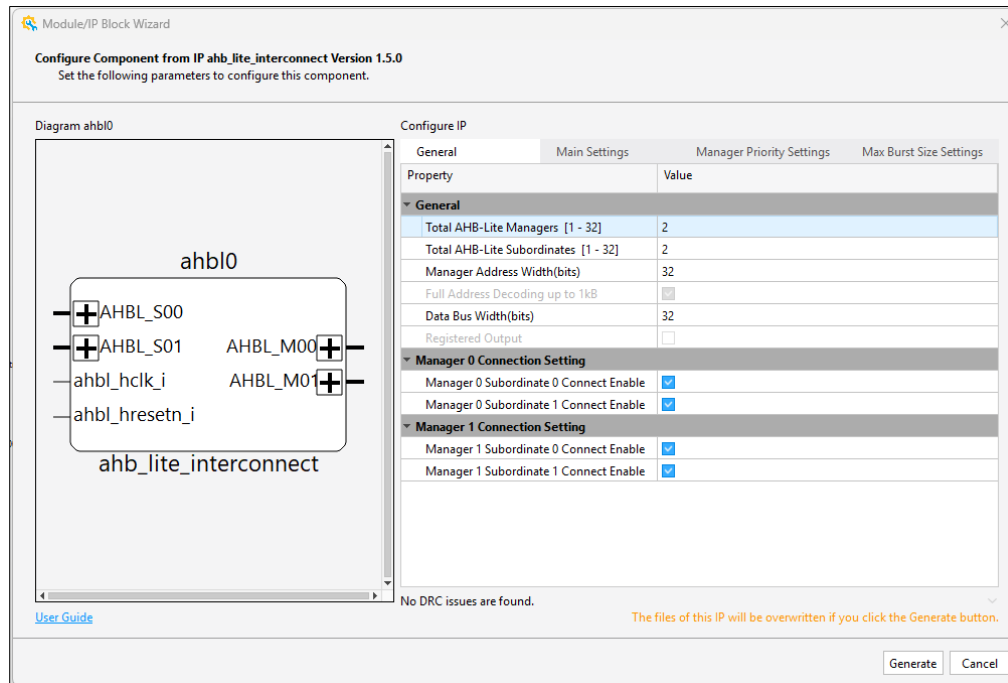 Module/IP Block Wizard
Configure Component from IP ahb_lite_interconnect Version 1.5.0
Set the following parameters to configure this component.
Diagram ahbl0
ahbl0
AHBL_S00
AHBL_S01
AHBL_M00
ahbl_hclk_i
AHBL_M01
ahbl_hresetn_i
ahb_lite_interconnect
User Guide
Configure IP
General Main Settings Manager Priority Settings Max Burst Size Settings
Property Value
General
Total AHB-Lite Managers [1 - 32] 2
Total AHB-Lite Subordinates [1 - 32] 2
Manager Address Width(bits) 32
Full Address Decoding up to 1kB
Data Bus Width(bits) 32
Registered Output
Manager 0 Connection Setting
Manager 0 Subordinate 0 Connect Enable
Manager 0 Subordinate 1 Connect Enable
Manager 1 Connection Setting
Manager 1 Subordinate 0 Connect Enable
Manager 1 Subordinate 1 Connect Enable
No DRC issues are found.
The files of this IP will be overwritten if you click the Generate button.
Generate Cancel